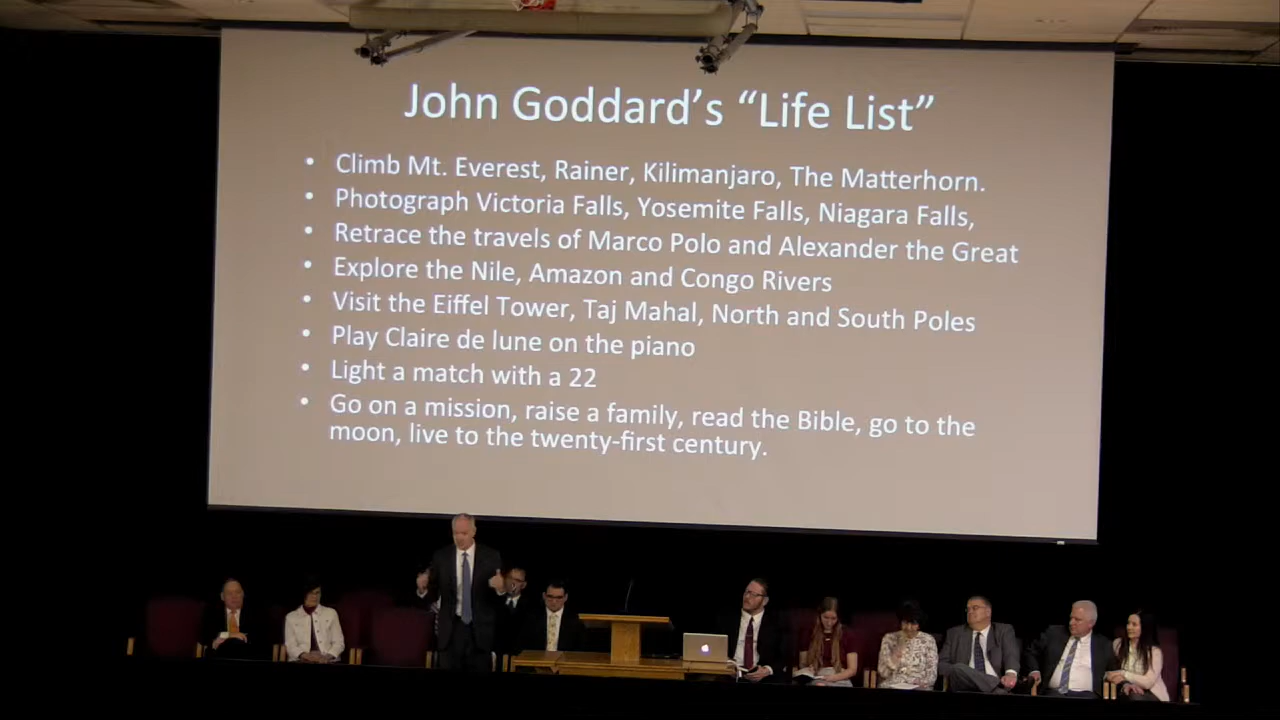 John Goddard's “Life List”
• Climb Mt. Everest, Rainer, Kilimanjaro, The Matterhorn.
• Photograph Victoria Falls, Yosemite Falls, Niagara Falls,
• Retrace the travels of Marco Polo and Alexander the Great
• Explore the Nile, Amazon and Congo Rivers
• Visit the Eiffel Tower, Taj Mahal, North and South Poles
• Play Claire de lune on the piano
• Light a match with a 22
• Go on a mission, raise a family, read the Bible, go to the
moon, live to the twenty-first century.